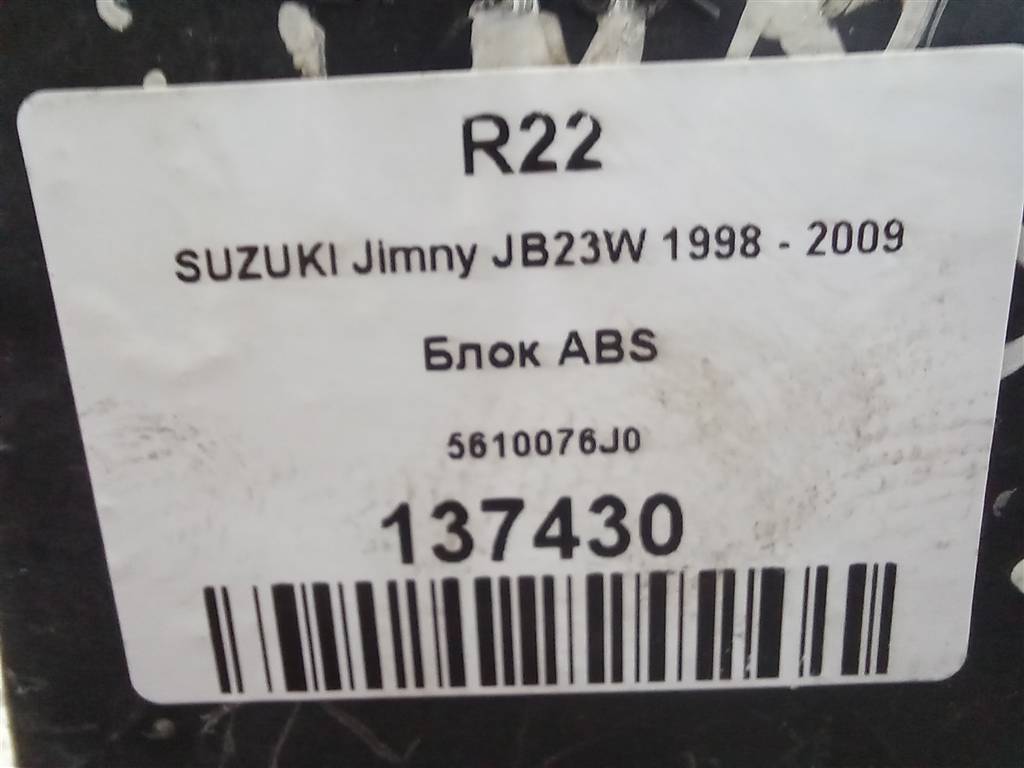 R22
SUZUKI Jimny JB23W 1998 - 2009
Блок ABS
5610076J0
137430